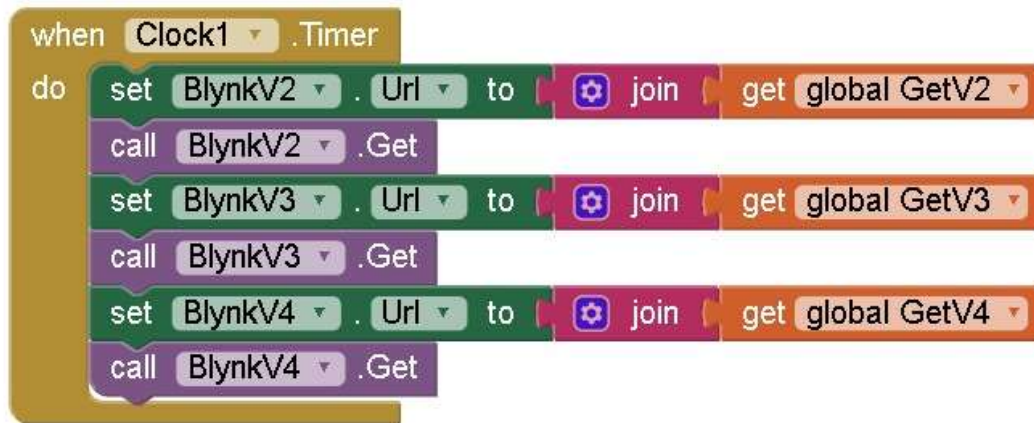 when Clock1 .Timer
do set BlynkV2 . Url to join get global GetV2
call BlynkV2 .Get
set BlynkV3 . Url to join get global GetV3
call BlynkV3 .Get
set BlynkV4 . Url to join get global GetV4
call BlynkV4 .Get